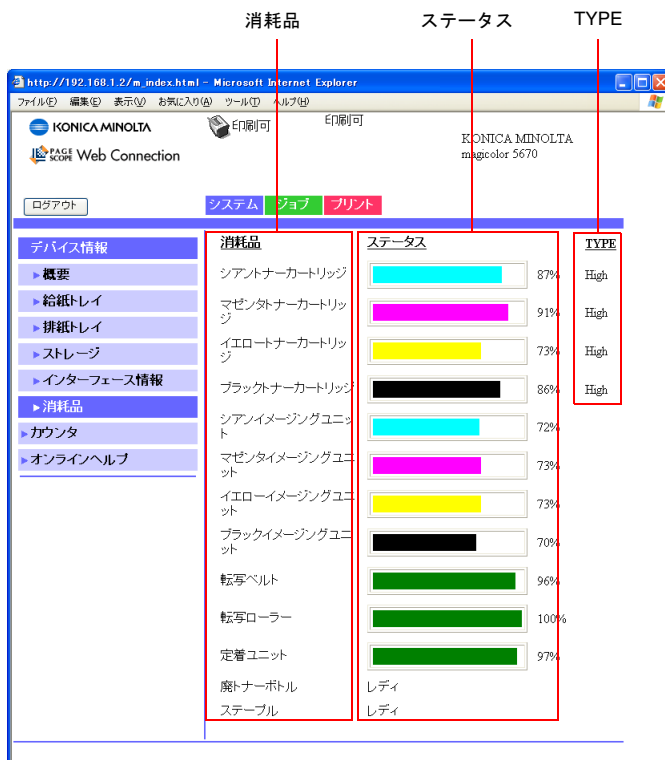 消耗品 ステータス TYPE
http://192.168.1.2/m_index.html - Microsoft Internet Explorer
ファイル(F) 編集(E) 表示(V) お気に入り(A) ツール(T) ヘルプ(H)
KONICA MINOLTA 印刷可 印刷可
KONICA MINOLTA
magicolor 5670
PAGE SCOPE Web Connection
ログアウト システム ジョブ プリント
デバイス情報
概要
給紙トレイ
排紙トレイ
ストレージ
インターフェース情報
消耗品
カウンタ
オンラインヘルプ
消耗品 ステータス TYPE
シアントナーカートリッジ 87% High
マゼンタトナーカートリッ
ジ 91% High
イエロートナーカートリッ
ジ 73% High
ブラックトナーカートリッジ 86% High
シアンイメージングユニッ
ト 72%
マゼンタイメージングユニ
ット 73%
イエローイメージングユニ
ット 73%
ブラックイメージングユニ
ット 70%
転写ベルト 96%
転写ローラー 100%
定着ユニット 97%
廃トナーボトル レディ
ステープル レディ